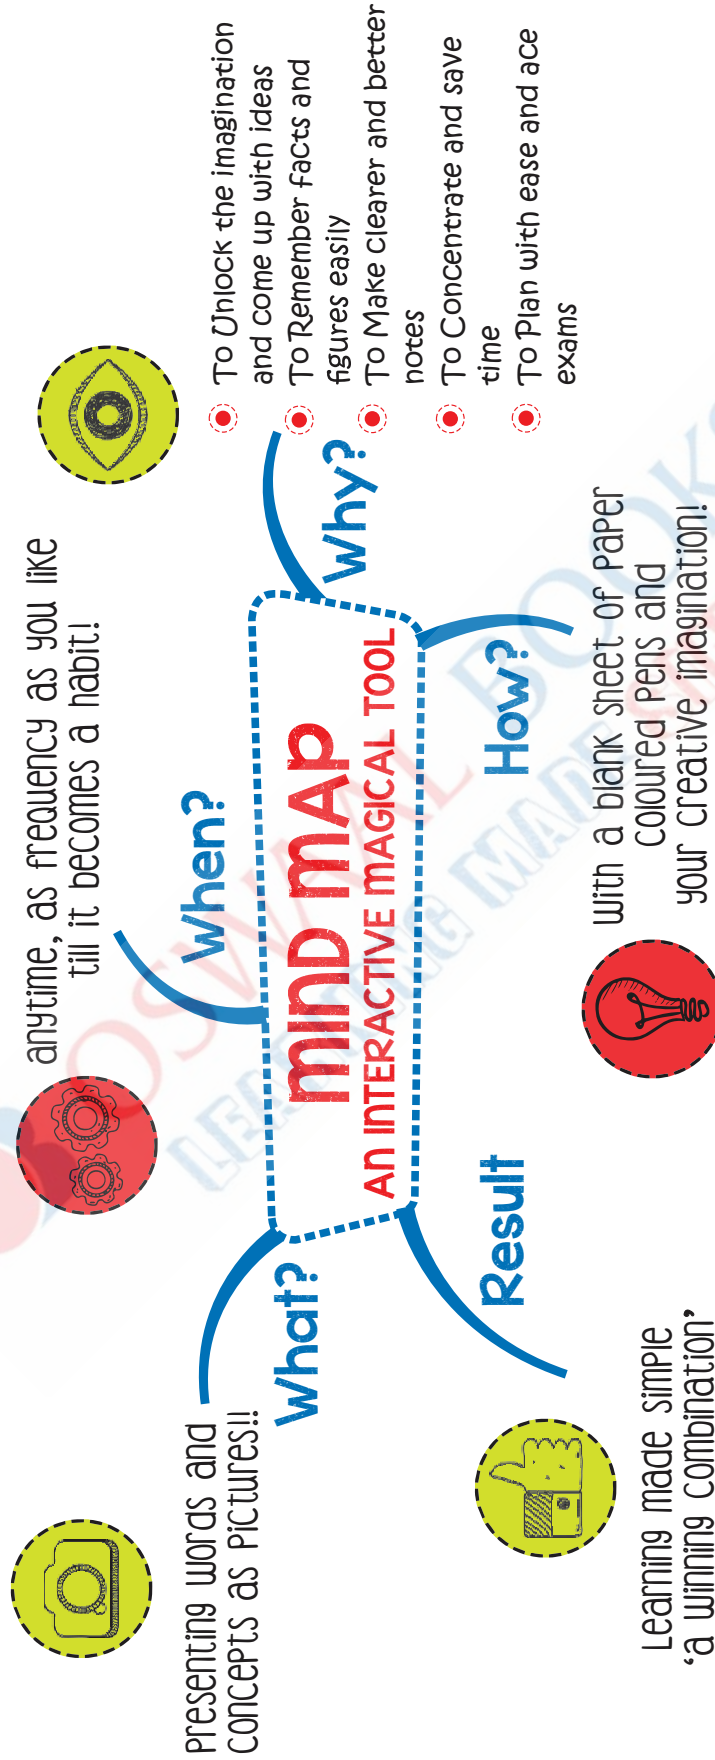 MIND MAP
AN INTERACTIVE MAGICAL TOOL
What?
Presenting words and
concepts as pictures!!
When?
anytime, as frequency as you like
till it becomes a habit!
Why?
To Unlock the imagination
and come up with ideas
To Remember facts and
figures easily
To Make clearer and better
notes
To Concentrate and save
time
To Plan with ease and ace
exams
How?
with a blank sheet of paper
coloured pens and
your creative imagination!
Result
Learning made simple
‘a winning combination’
OSWAAL BOOKS
LEARNING MADE